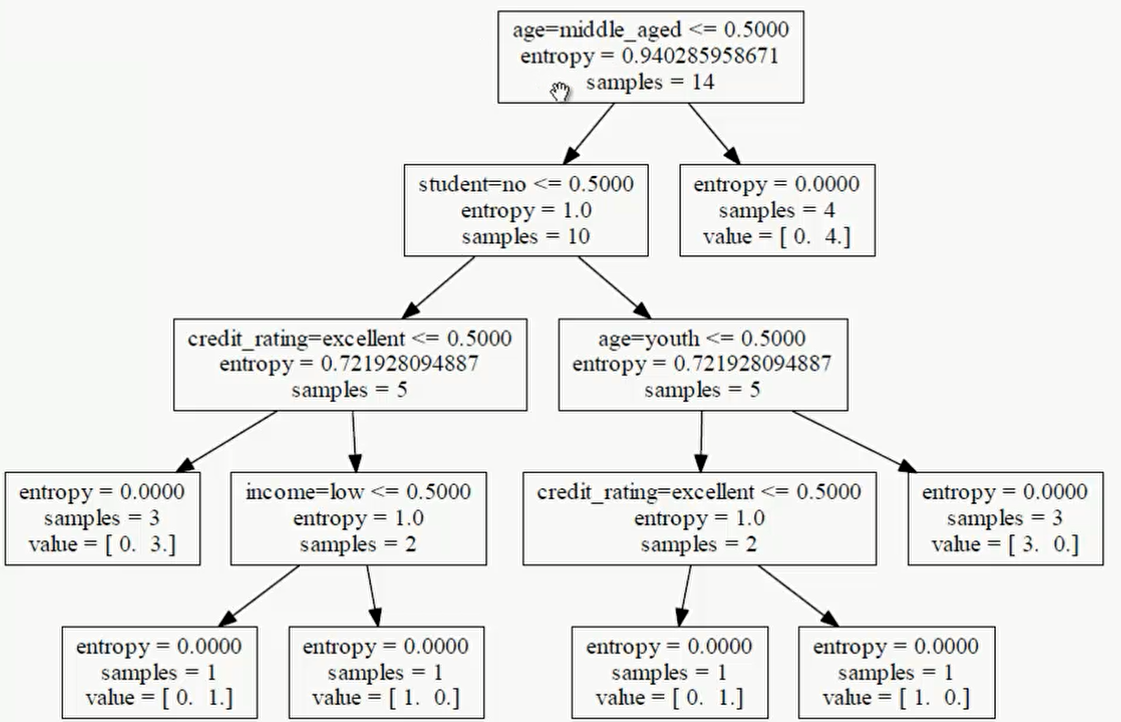 age=middle_aged <= 0.5000
entropy = 0.940285958671
samples = 14
student=no <= 0.5000
entropy = 1.0
samples = 10
entropy = 0.0000
samples = 4
value = [ 0.  4.]
credit_rating=excellent <= 0.5000
entropy = 0.721928094887
samples = 5
age=youth <= 0.5000
entropy = 0.721928094887
samples = 5
entropy = 0.0000
samples = 3
value = [ 0.  3.]
income=low <= 0.5000
entropy = 1.0
samples = 2
credit_rating=excellent <= 0.5000
entropy = 1.0
samples = 2
entropy = 0.0000
samples = 3
value = [ 3.  0.]
entropy = 0.0000
samples = 1
value = [ 0.  1.]
entropy = 0.0000
samples = 1
value = [ 1.  0.]
entropy = 0.0000
samples = 1
value = [ 0.  1.]
entropy = 0.0000
samples = 1
value = [ 1.  0.]